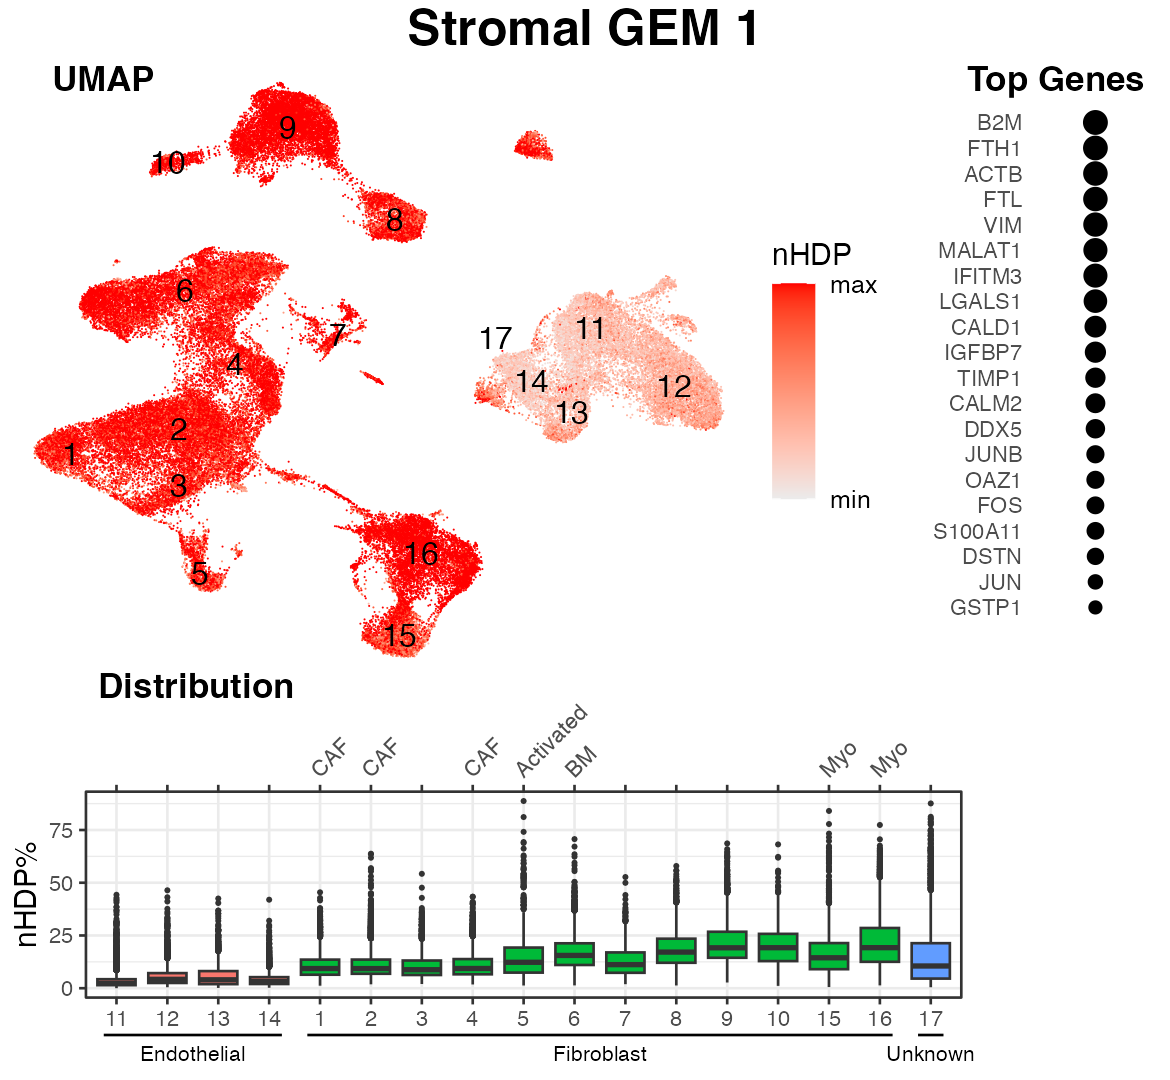 Stromal GEM 1
UMAP
Top Genes
9
10
8
6
7
4
2
1
3
5
16
15
17
11
14
12
13
nHDP
max
min
B2M
FTH1
ACTB
FTL
VIM
MALAT1
IFITM3
LGALS1
CALD1
IGFBP7
TIMP1
CALM2
DDX5
JUNB
OAZ1
FOS
S100A11
DSTN
JUN
GSTP1
Distribution
CAF
CAF
CAF
Activated
BM
Myo
Myo
nHDP%
75
50
25
0
11 12 13 14 1 2 3 4 5 6 7 8 9 10 15 16 17
Endothelial Fibroblast Unknown